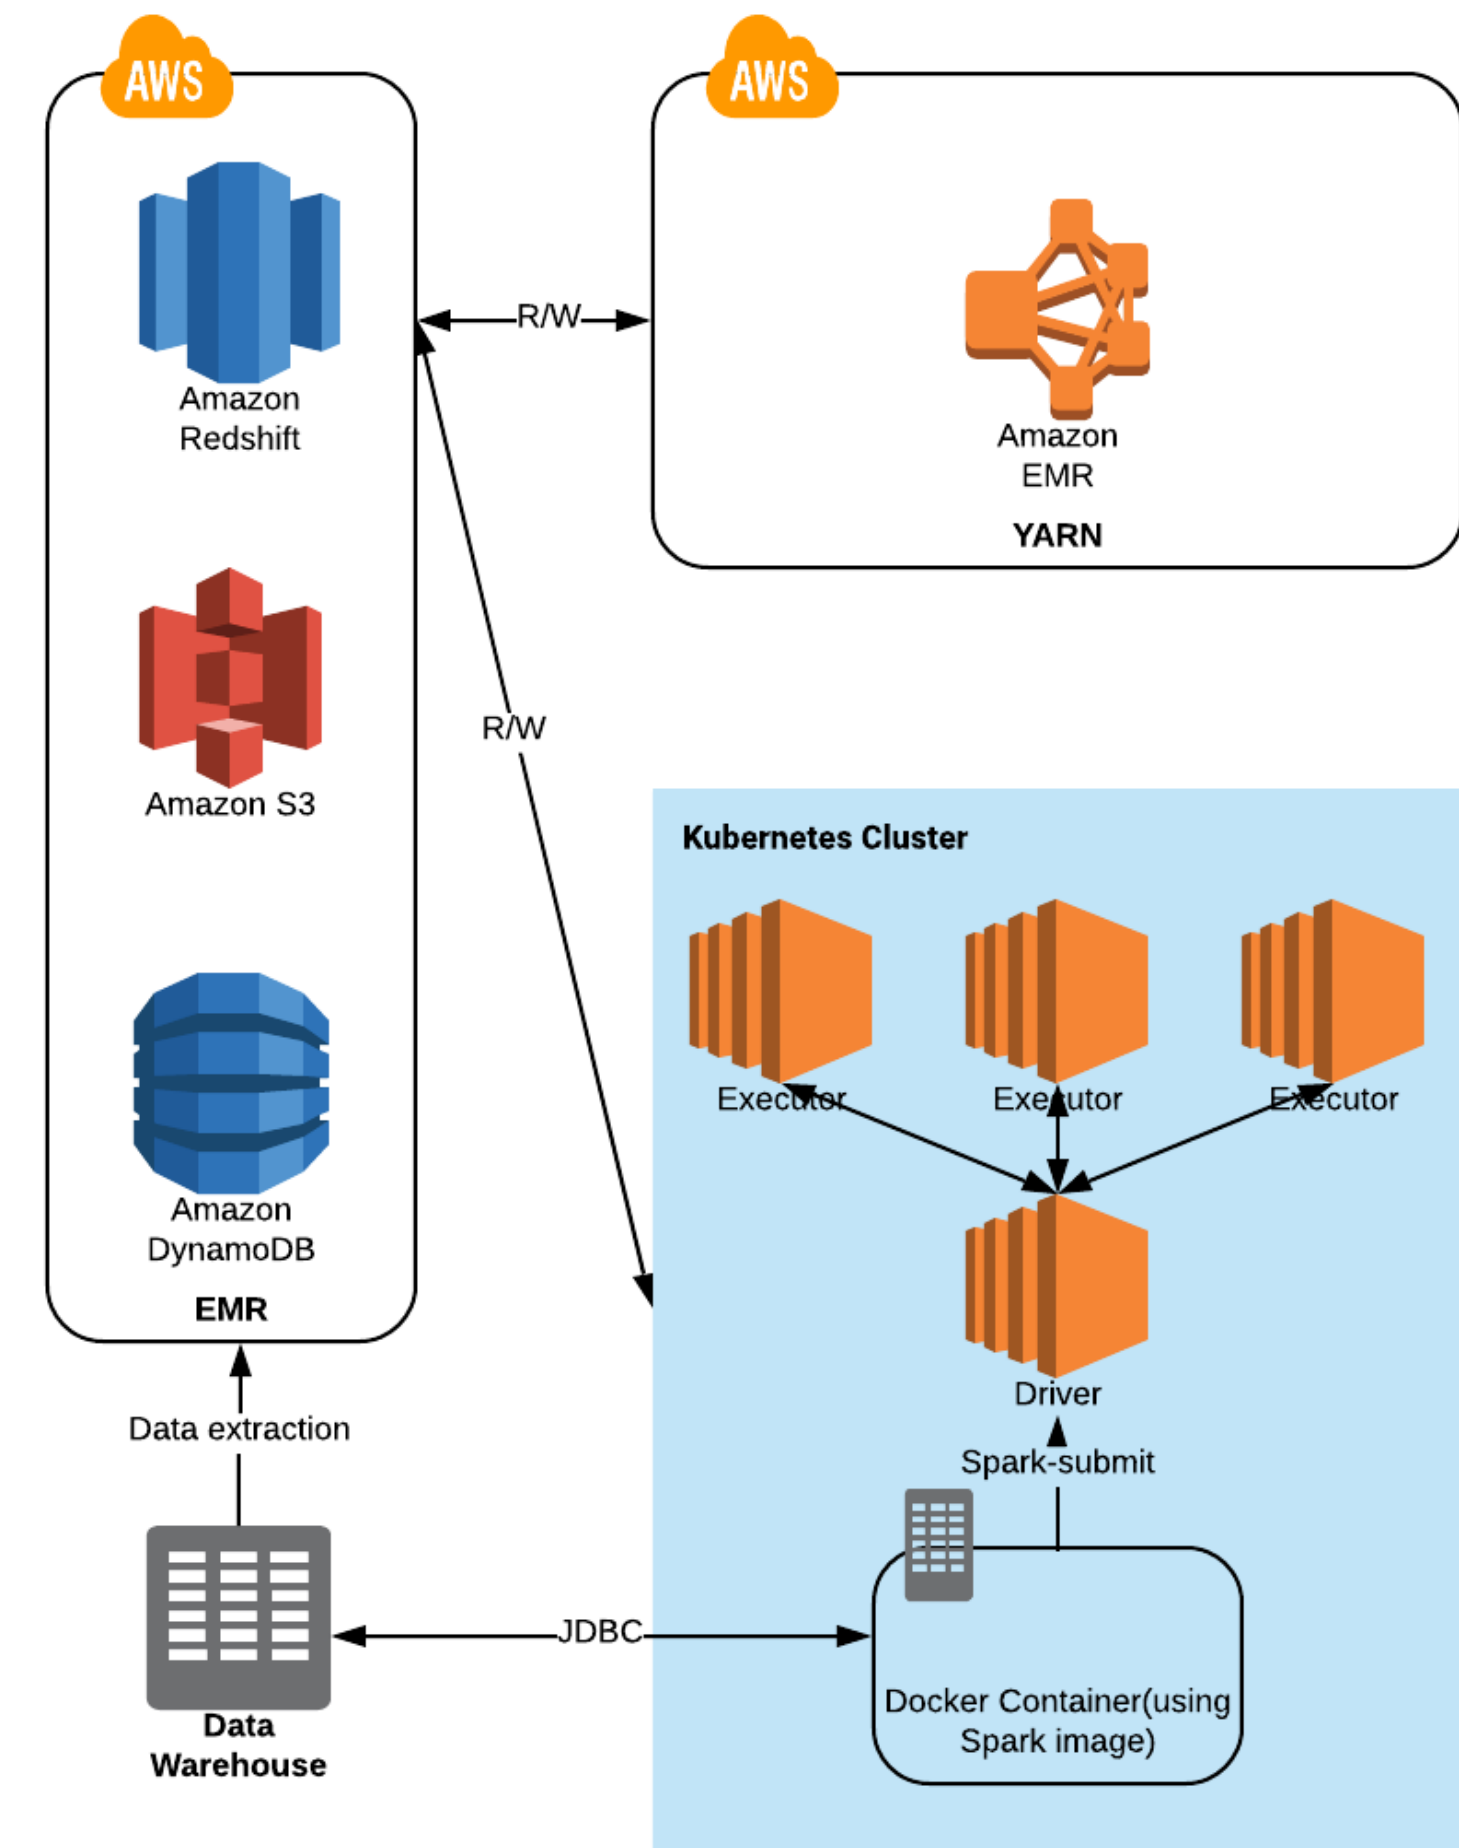 AWS
AWS
Amazon
Redshift
R/W
Amazon
EMR
YARN
Amazon S3
R/W
Kubernetes Cluster
Executor
Executor
Executor
Amazon
DynamoDB
EMR
Driver
Data extraction
Spark-submit
JDBC
Docker Container(using
Spark image)
Data
Warehouse